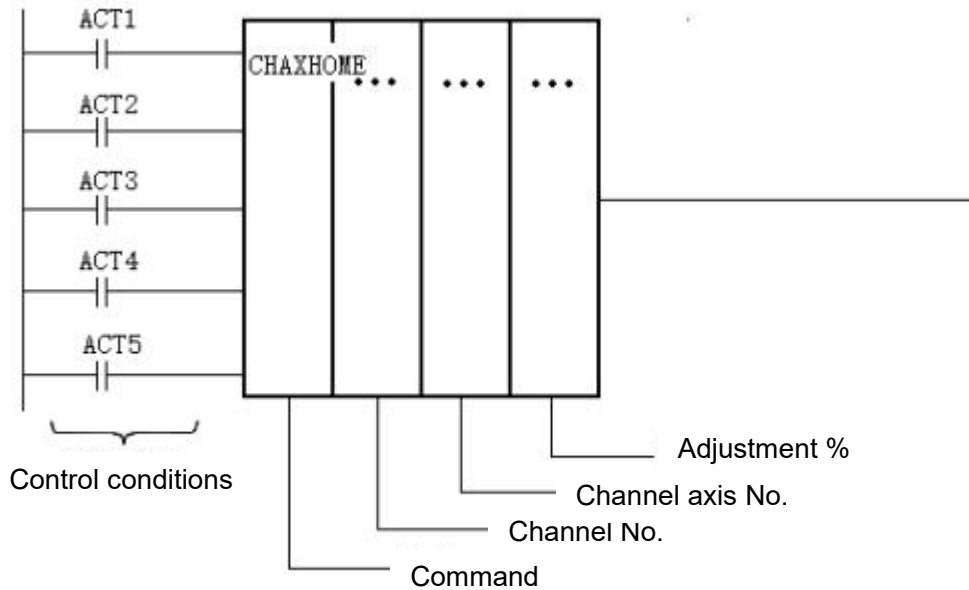 ACT1
CHAXHOME ... ... ...
ACT2
ACT3
ACT4
ACT5
Control conditions
Adjustment %
Channel axis No.
Channel No.
Command